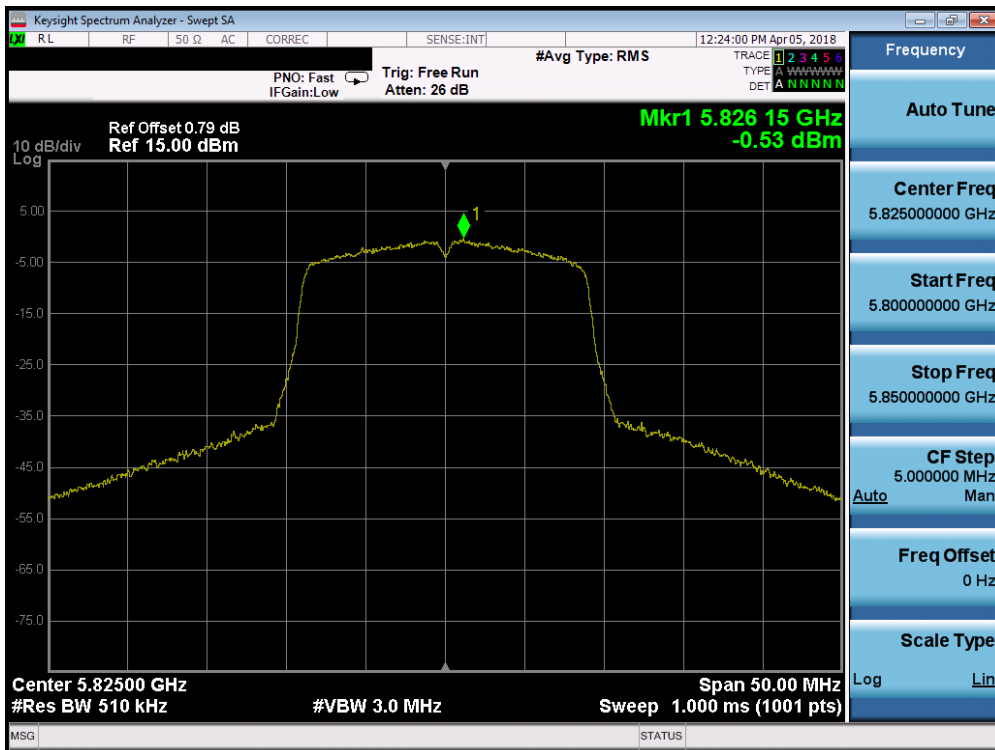 LXI Keysight Spectrum Analyzer - Swept SA
RL RF 50 Ω AC CORREC SENSE:INT 12:24:00 PM Apr 05, 2018
PNO: Fast
IFGain:Low
Trig: Free Run
Atten: 26 dB
#Avg Type: RMS
TRACE 1 2 3 4 5 6
TYPE A WWWWW
DET A N N N N N
Mkr1 5.826 15 GHz
-0.53 dBm
Ref Offset 0.79 dB
10 dB/div Ref 15.00 dBm
Log
1
5.00
-5.00
-15.0
-25.0
-35.0
-45.0
-55.0
-65.0
-75.0
Center 5.82500 GHz Span 50.00 MHz
#Res BW 510 kHz #VBW 3.0 MHz Sweep 1.000 ms (1001 pts)
MSG STATUS
Frequency
Auto Tune
Center Freq
5.825000000 GHz
Start Freq
5.800000000 GHz
Stop Freq
5.850000000 GHz
CF Step
5.000000 MHz
Auto Man
Freq Offset
0 Hz
Scale Type
Log Lin